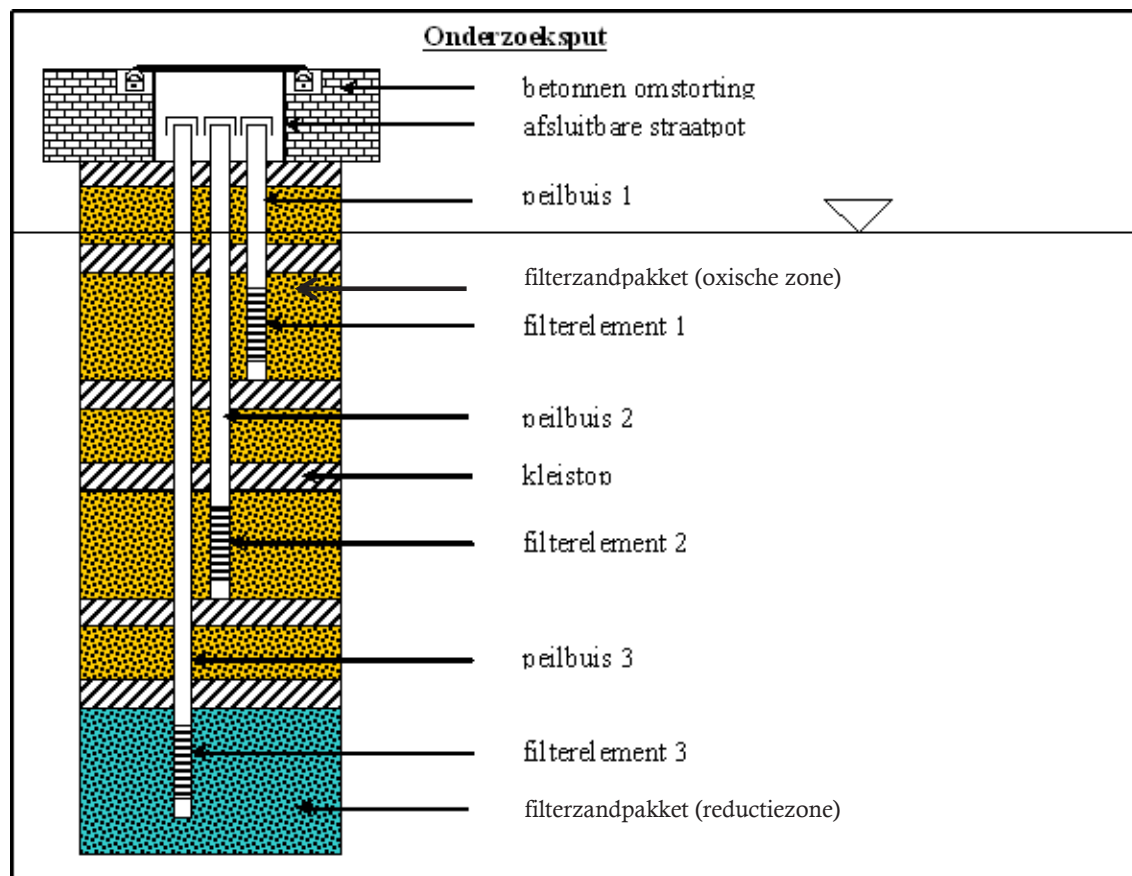 Onderzoeksput
betonnen omstorting
afsluitbare straatpot
peilbuis 1
filterzandpakket (oxische zone)
filterelement 1
peilbuis 2
kleistop
filterelement 2
peilbuis 3
filterelement 3
filterzandpakket (reductiezone)